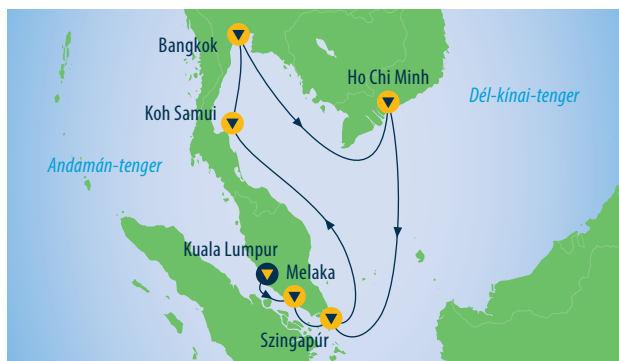 Bangkok
Ho Chi Minh
Dél-kínai-tenger
Koh Samui
Andamán-tenger
Kuala Lumpur
Melaka
Szingapúr